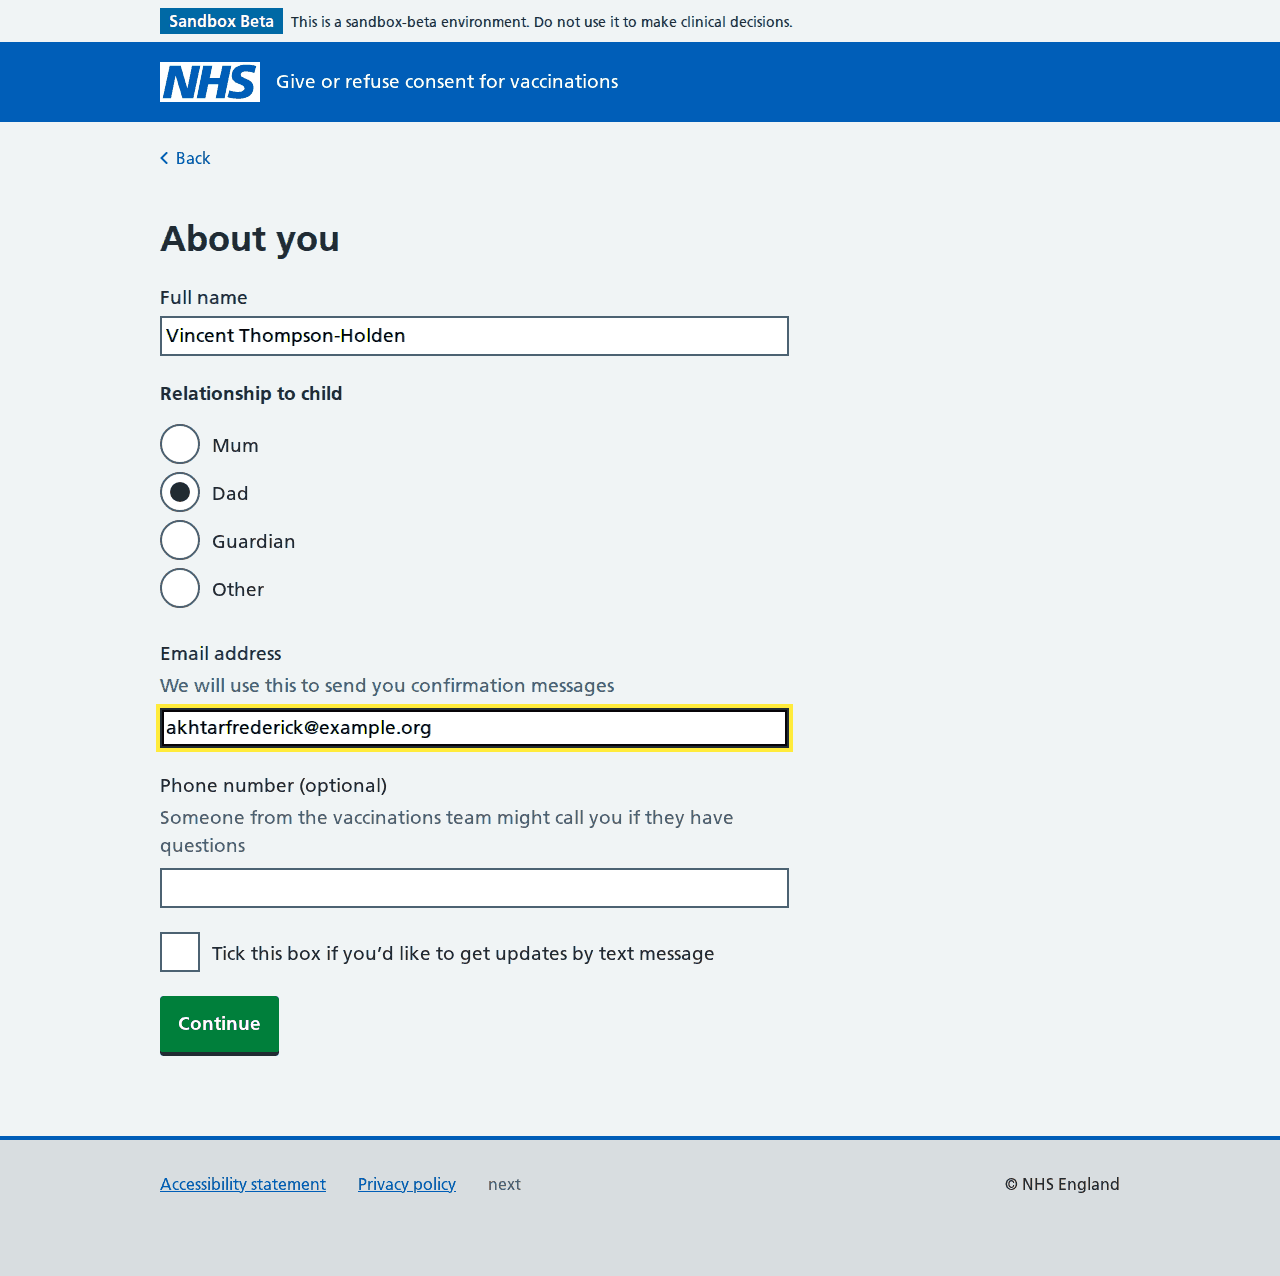 Sandbox Beta This is a sandbox-beta environment. Do not use it to make clinical decisions.
NHS Give or refuse consent for vaccinations
Back
About you
Full name
Vincent Thompson-Holden
Relationship to child
Mum
Dad
Guardian
Other
Email address
We will use this to send you confirmation messages
akhtarfrederick@example.org
Phone number (optional)
Someone from the vaccinations team might call you if they have
questions
Tick this box if you’d like to get updates by text message
Continue
Accessibility statement Privacy policy next © NHS England